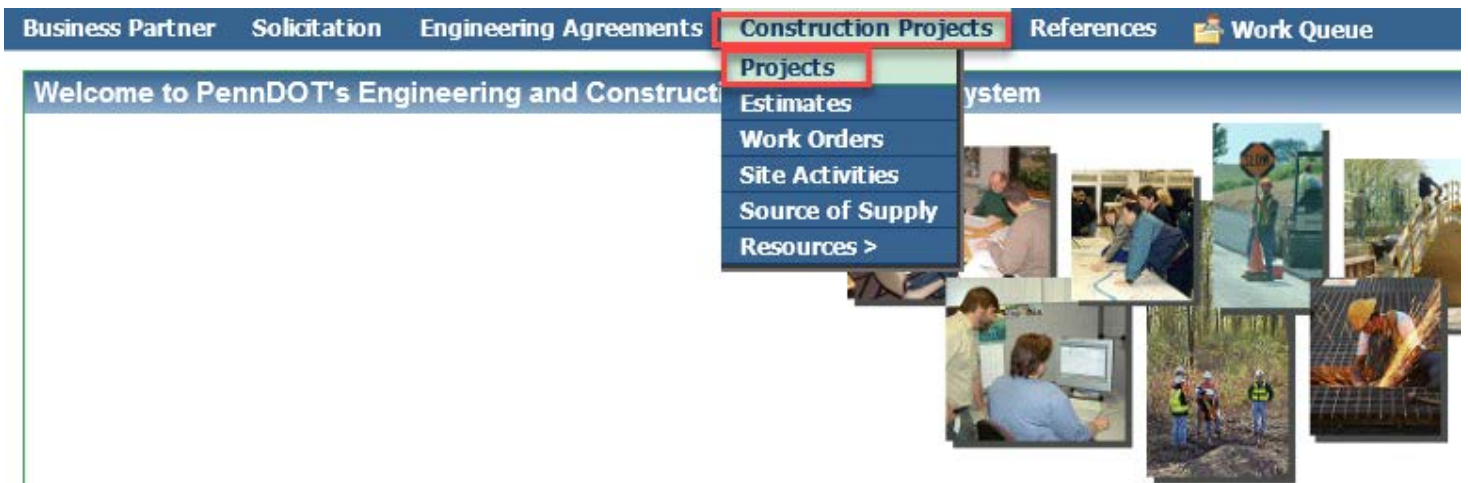 Business Partner Solicitation Engineering Agreements Construction Projects References Work Queue
Projects
Welcome to PennDOT's Engineering and Constructi ystem
Estimates
Work Orders
Site Activities
Source of Supply
Resources >
SLOW